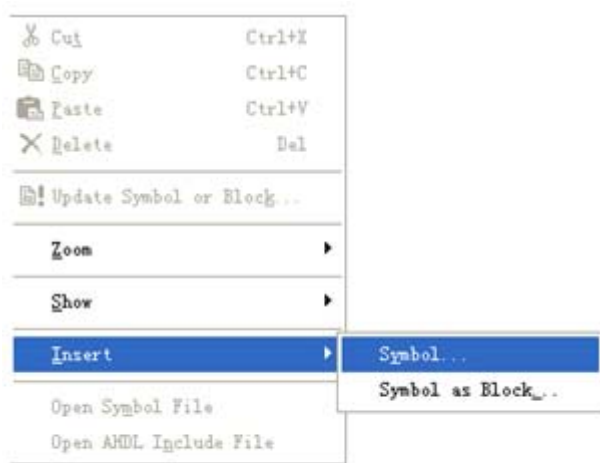 Cut Ctrl+X
Copy Ctrl+C
Paste Ctrl+V
Delete Del
Update Symbol or Block...
Zoom
Show
Insert Symbol...
Symbol as Block...
Open Symbol File
Open AHDL Include File